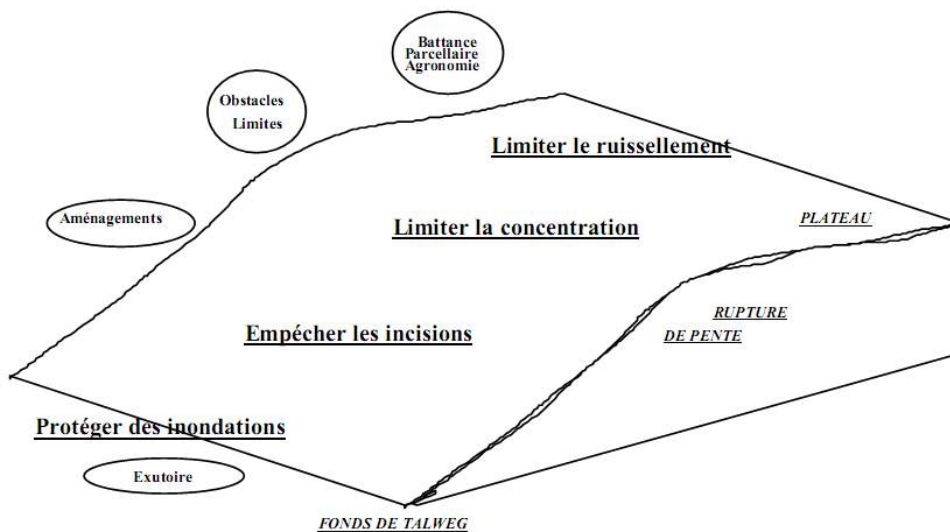 Battance
Parcellaire
Agronomie
Obstacles
Limites
Limiter le ruissellement
Aménagements
Limiter la concentration
PLATEAU
RUPTURE
DE PENTE
Empécher les incisions
Protéger des inondations
Exutoire
FONDS DE TALWEG